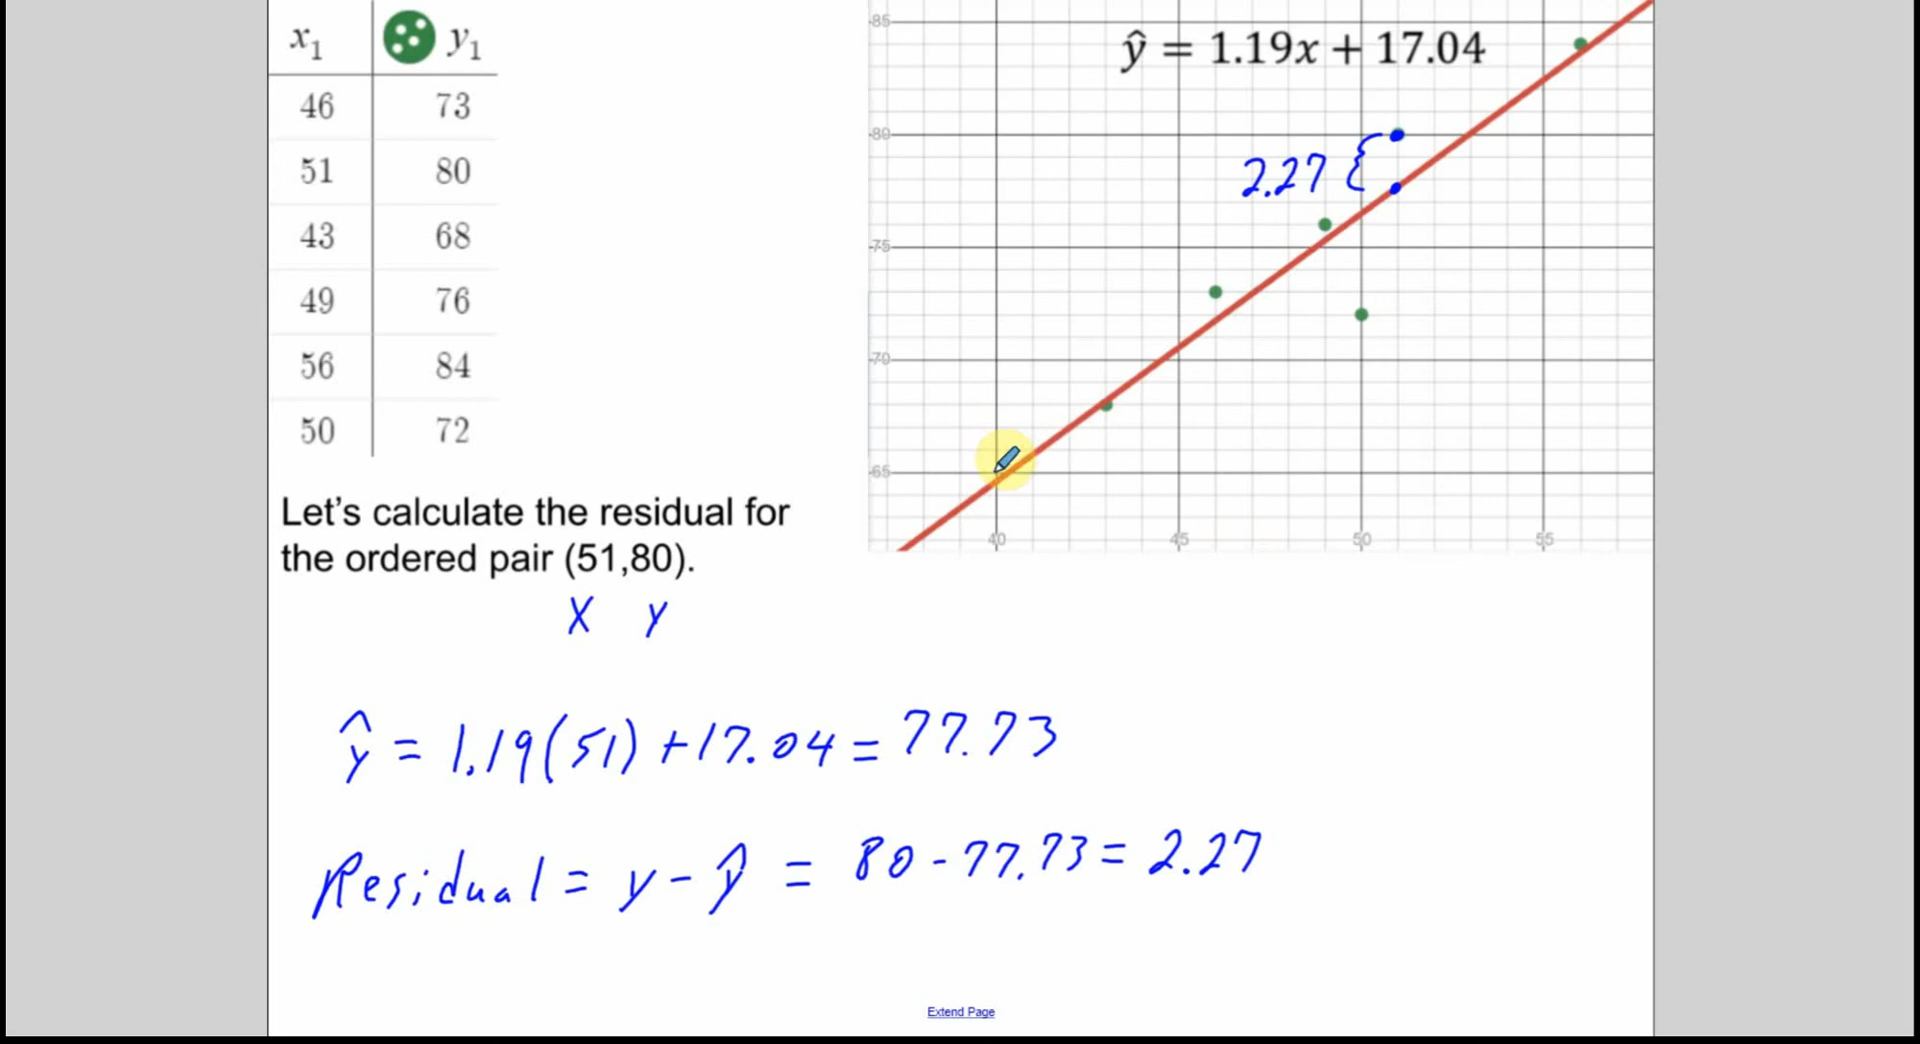 x₁ y₁
46 73
51 80
43 68
49 76
56 84
50 72
Let's calculate the residual for
the ordered pair (51,80).
X Y
ŷ = 1.19x + 17.04
85
80
75
70
65
40 45 50 55
2.27 {
ŷ = 1.19(51) + 17.04 = 77.73
Residual = y - ŷ = 80 - 77.73 = 2.27
Extend Page